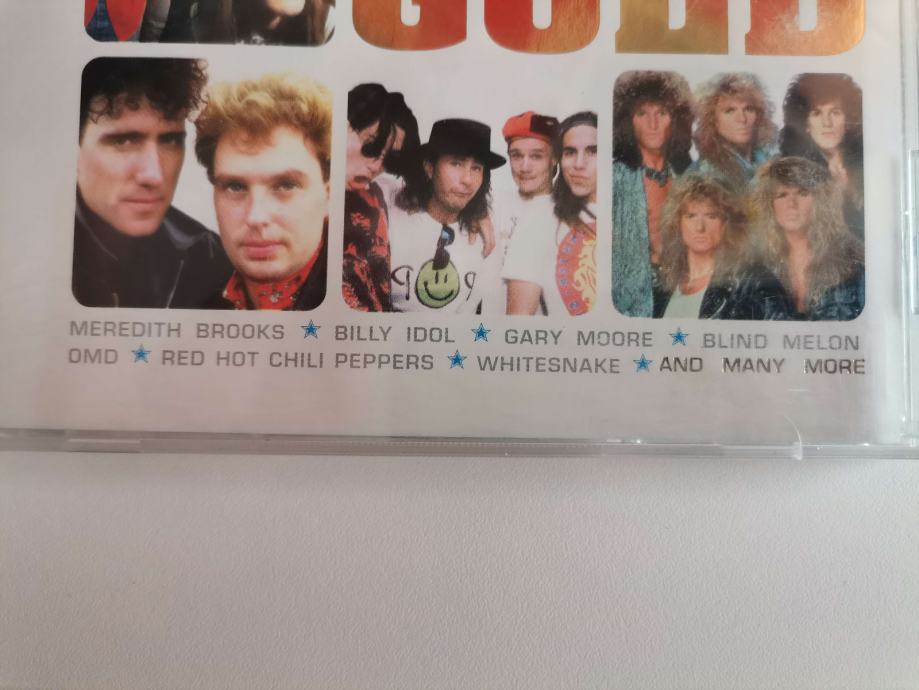 GOLD
MEREDITH BROOKS ★ BILLY IDOL ★ GARY MOORE ★ BLIND MELON
OMD ★ RED HOT CHILI PEPPERS ★ WHITESNAKE ★ AND MANY MORE